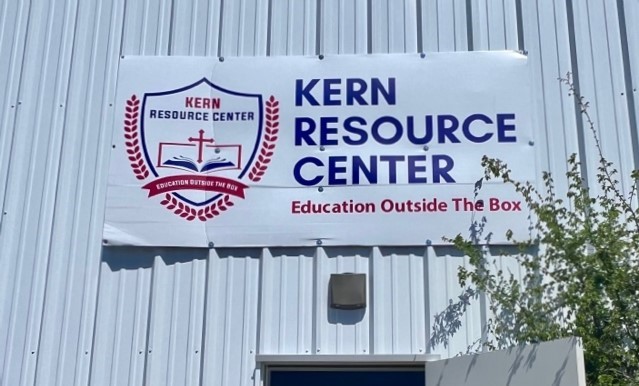 KERN
RESOURCE CENTER
EDUCATION OUTSIDE THE BOX
KERN
RESOURCE
CENTER
Education Outside The Box